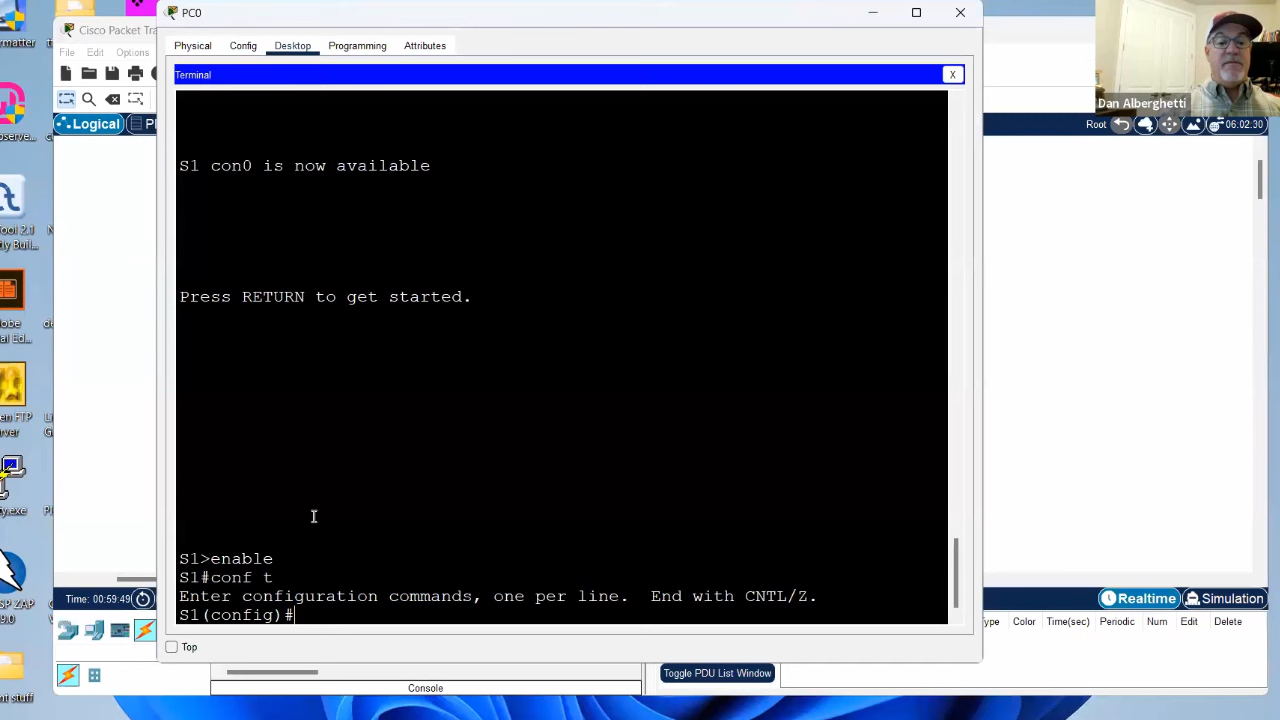 PC0
Cisco Packet Tra
File Edit Options
Physical Config Desktop Programming Attributes
Terminal
X
Dan Alberghetti
Logical
Root
06:02:30
S1 con0 is now available
Press RETURN to get started.
S1>enable
S1#conf t
Enter configuration commands, one per line.  End with CNTL/Z.
S1(config)#
Time: 00:59:49
Realtime
Simulation
Top
Color Time(sec) Periodic Num Edit Delete
Toggle PDU List Window
Console